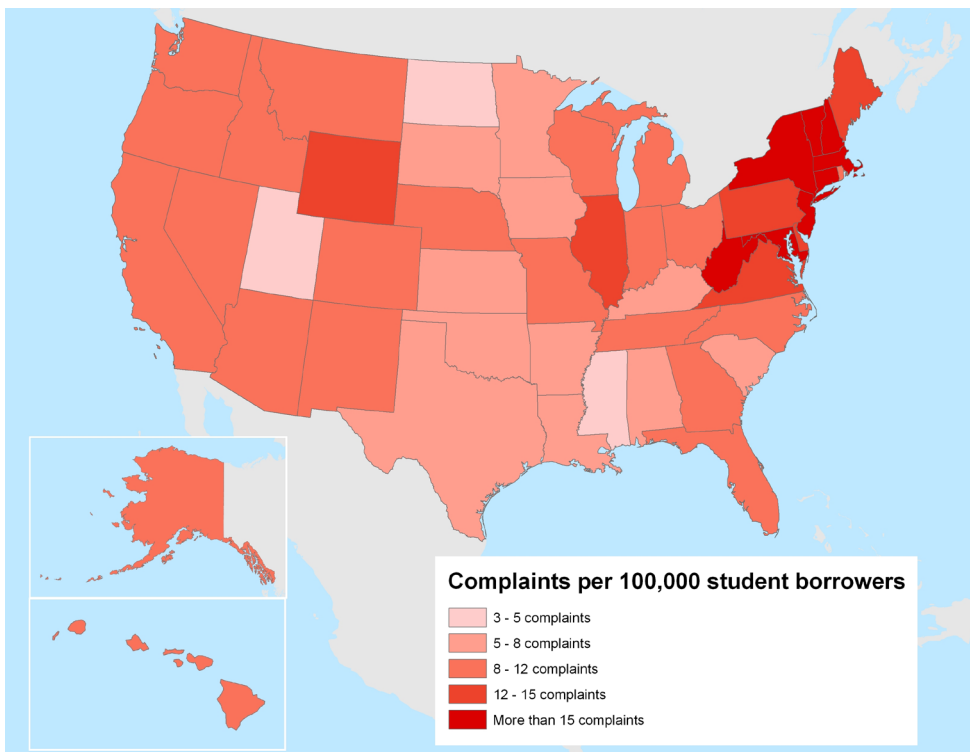 Complaints per 100,000 student borrowers
3 - 5 complaints
5 - 8 complaints
8 - 12 complaints
12 - 15 complaints
More than 15 complaints